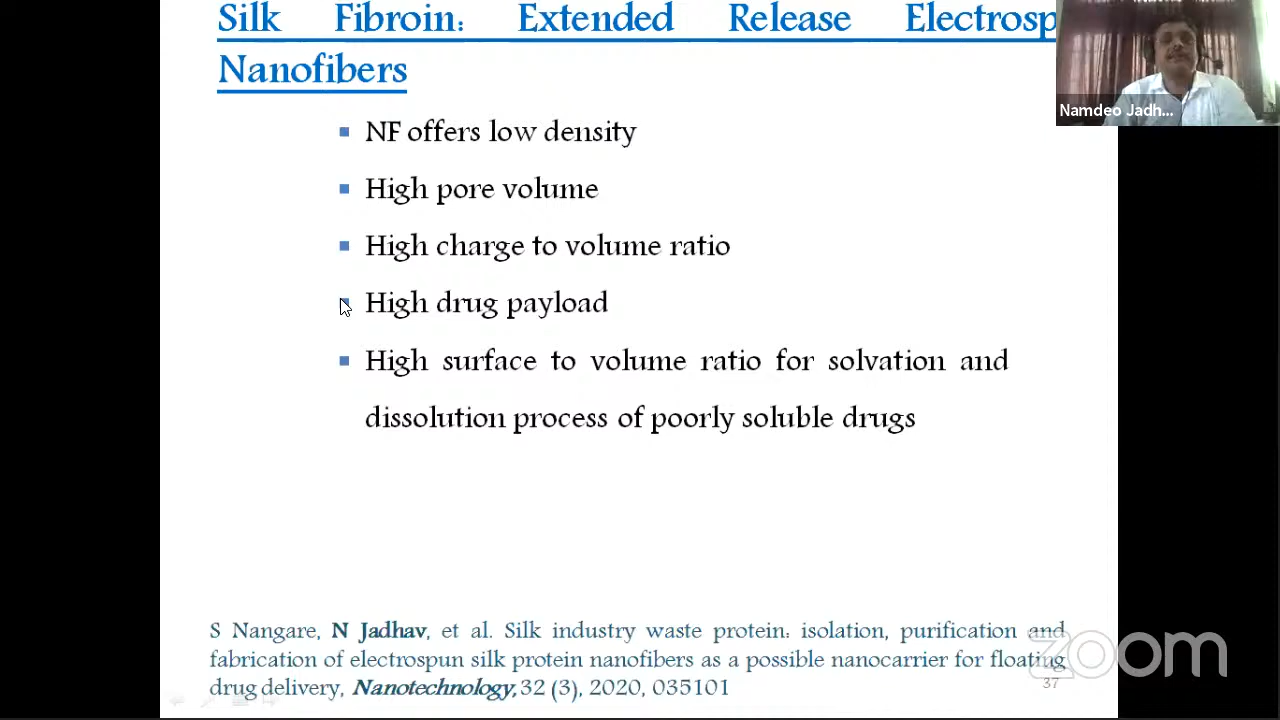 Silk Fibroin: Extended Release Electrosp
Nanofibers
Namdeo Jadh...
▪ NF offers low density
▪ High pore volume
▪ High charge to volume ratio
▪ High drug payload
▪ High surface to volume ratio for solvation and
dissolution process of poorly soluble drugs
S Nangare, N Jadhav, et al. Silk industry waste protein: isolation, purification and
fabrication of electrospun silk protein nanofibers as a possible nanocarrier for floating
drug delivery, Nanotechnology, 32 (3), 2020, 035101
37
zoom